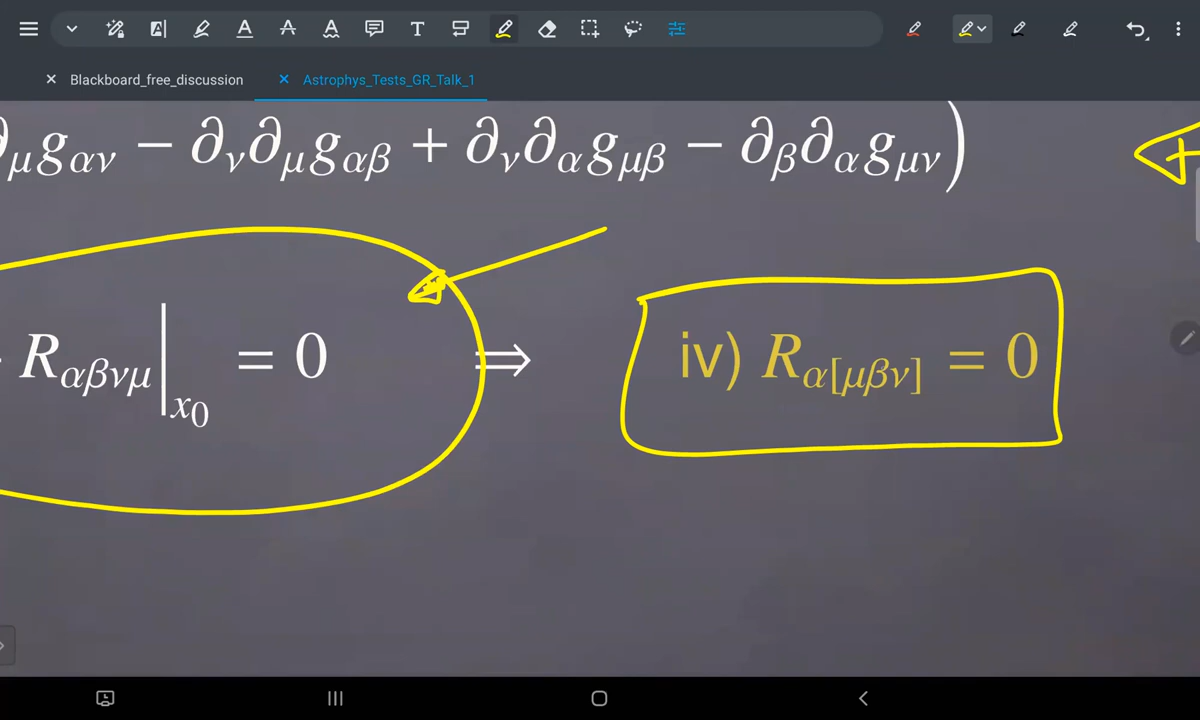 Blackboard_free_discussion Astrophys_Tests_GR_Talk_1
∂_μ g_{αν} − ∂_ν ∂_μ g_{αβ} + ∂_ν ∂_α g_{μβ} − ∂_β ∂_α g_{μν})
R_{αβνμ}|_{x_0} = 0 ⇒ iv) R_{α[μβν]} = 0